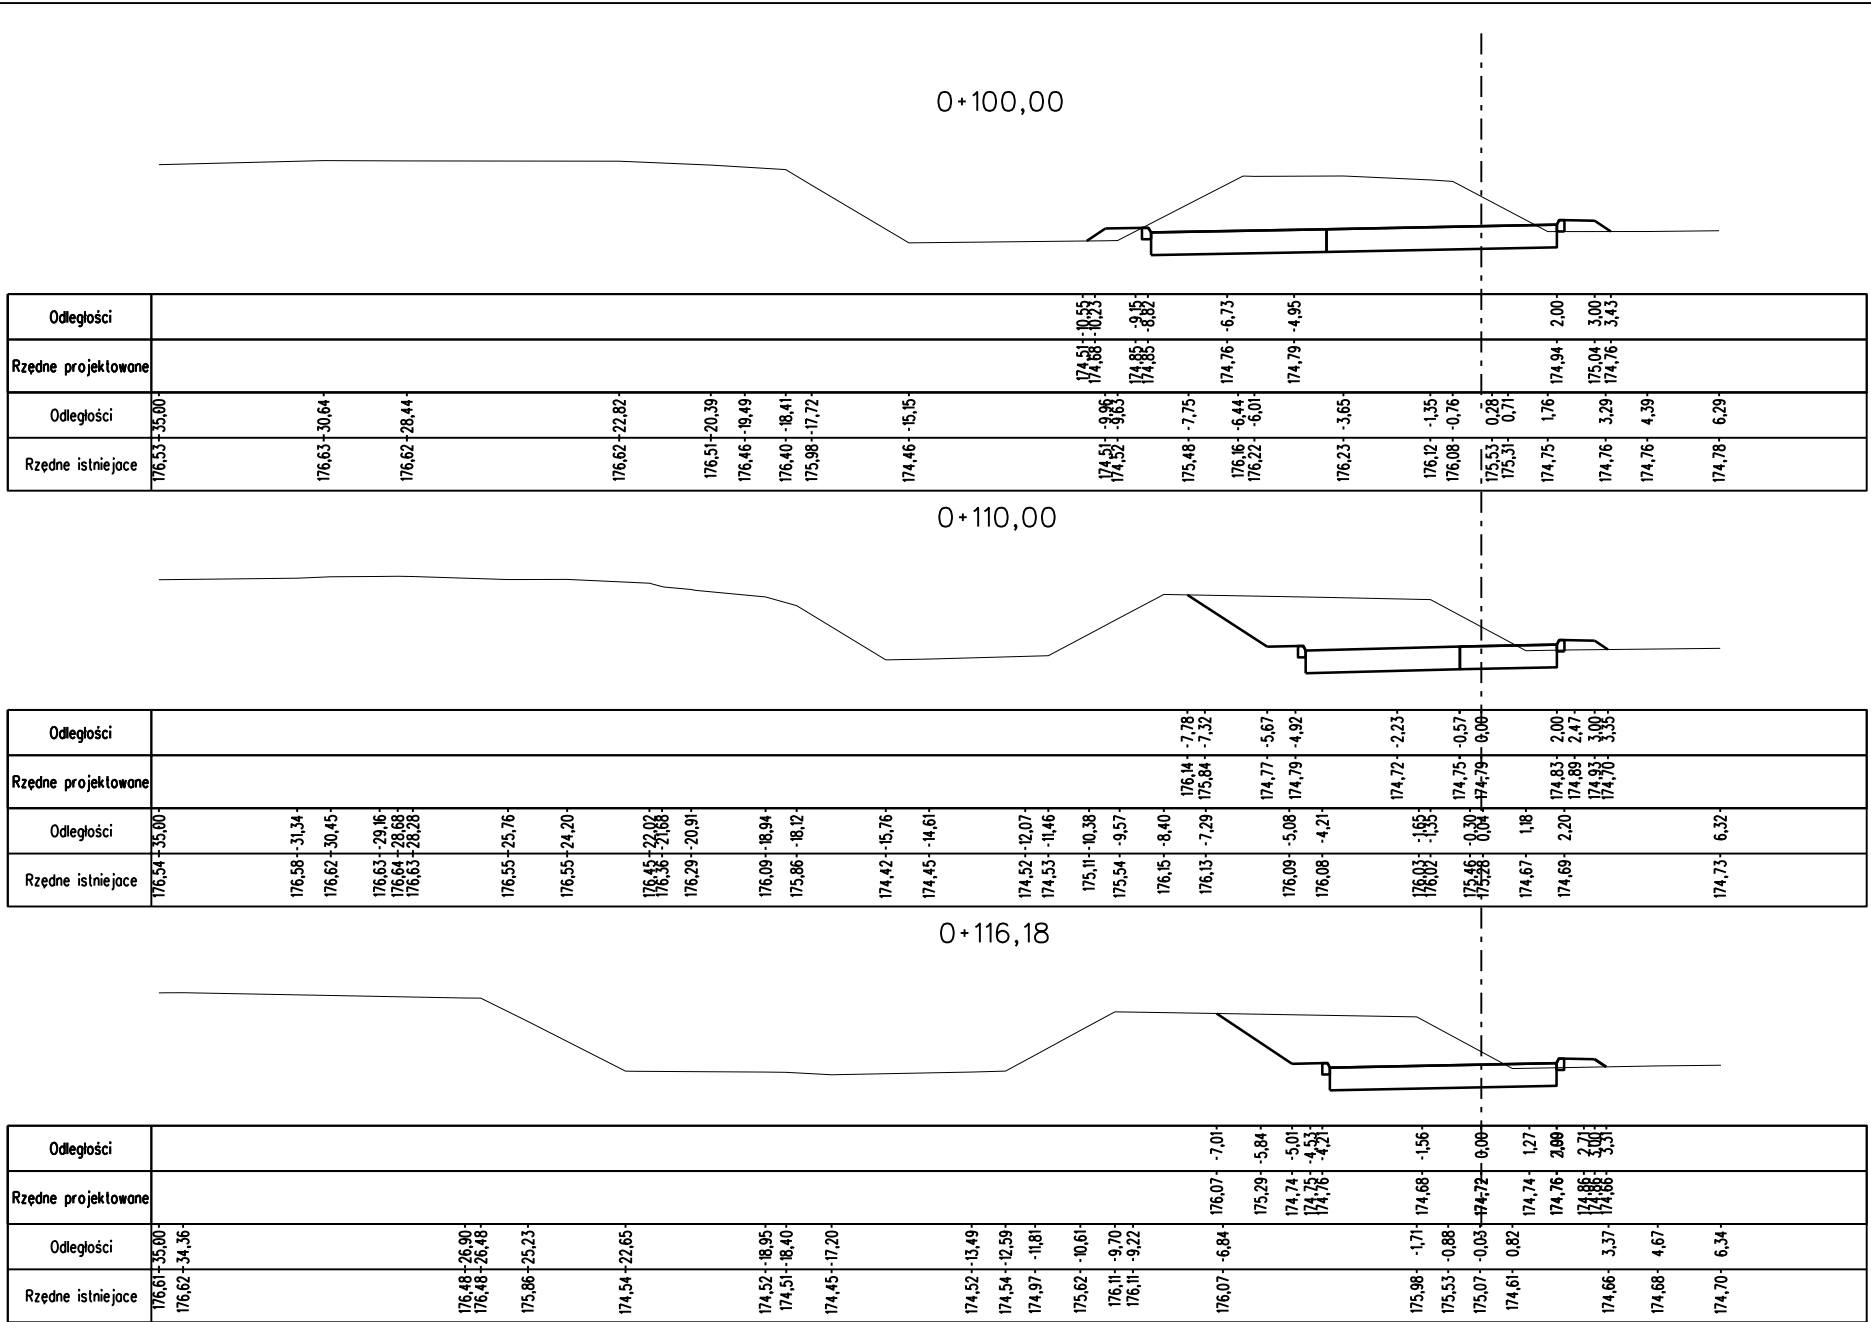 0+100,00
Odległości -10,55 -10,23 -9,15 -8,82 -6,73 -4,95 2,00 3,00 3,43
Rzędne projektowane 174,51 174,68 174,85 174,85 174,76 174,79 174,94 175,04 174,76
Odległości -35,00 -30,64 -28,44 -22,82 -20,39 -19,49 -18,41 -17,72 -15,15 -9,96 -9,63 -7,75 -6,44 -6,01 -3,65 -1,35 -0,76 0,28 0,71 1,76 3,29 4,39 6,29
Rzędne istniejace 176,53 176,63 176,62 176,62 176,51 176,46 176,40 175,98 174,46 174,51 174,52 175,48 176,16 176,22 176,23 176,12 176,08 175,53 175,31 174,75 174,76 174,76 174,78
0+110,00
Odległości -7,78 -7,32 -5,67 -4,92 -2,23 -0,57 0,00 2,00 2,47 3,00 3,35
Rzędne projektowane 176,14 175,84 174,77 174,79 174,72 174,75 174,79 174,83 174,89 174,93 174,70
Odległości -35,00 -31,34 -30,45 -29,16 -28,68 -28,28 -25,76 -24,20 -22,02 -21,68 -20,91 -18,94 -18,12 -15,76 -14,61 -12,07 -11,46 -10,38 -9,57 -8,40 -7,29 -5,08 -4,21 -1,65 -1,35 -0,30 0,04 1,18 2,20 6,32
Rzędne istniejace 176,54 176,58 176,62 176,63 176,64 176,63 176,55 176,55 176,45 176,36 176,29 176,09 175,86 174,42 174,45 174,52 174,53 175,11 175,54 176,15 176,13 176,09 176,08 176,03 176,02 175,46 175,28 174,67 174,69 174,73
0+116,18
Odległości -7,01 -5,84 -5,01 -4,53 -4,21 -1,56 0,00 1,27 2,00 2,71 3,00 3,31
Rzędne projektowane 176,07 175,29 174,74 174,75 174,76 174,68 174,72 174,74 174,76 174,86 174,86 174,66
Odległości -35,00 -34,36 -26,90 -26,48 -25,23 -22,65 -18,95 -18,40 -17,20 -13,49 -12,59 -11,81 -10,61 -9,70 -9,22 -6,84 -1,71 -0,88 -0,03 0,82 3,37 4,67 6,34
Rzędne istniejace 176,61 176,62 176,48 176,48 175,86 174,54 174,52 174,51 174,45 174,52 174,54 174,97 175,62 176,11 176,11 176,07 175,98 175,53 175,07 174,61 174,66 174,68 174,70